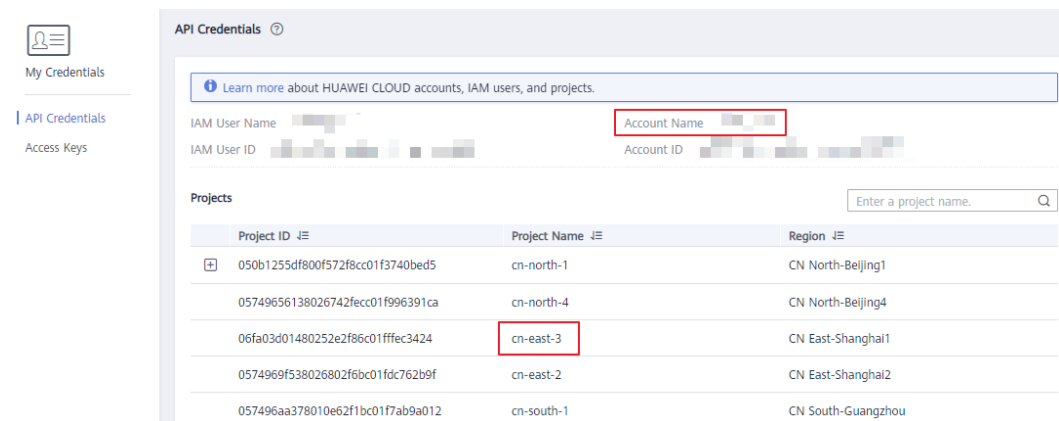 API Credentials ?
My Credentials
API Credentials
Access Keys
Learn more about HUAWEI CLOUD accounts, IAM users, and projects.
IAM User Name Account Name
IAM User ID Account ID
Projects Enter a project name.
Project ID Project Name Region
050b1255df800f572f8cc01f3740bed5 cn-north-1 CN North-Beijing1
05749656138026742fecc01f996391ca cn-north-4 CN North-Beijing4
06fa03d01480252e2f86c01fffec3424 cn-east-3 CN East-Shanghai1
0574969f538026802f6bc01fdc762b9f cn-east-2 CN East-Shanghai2
057496aa378010e62f1bc01f7ab9a012 cn-south-1 CN South-Guangzhou